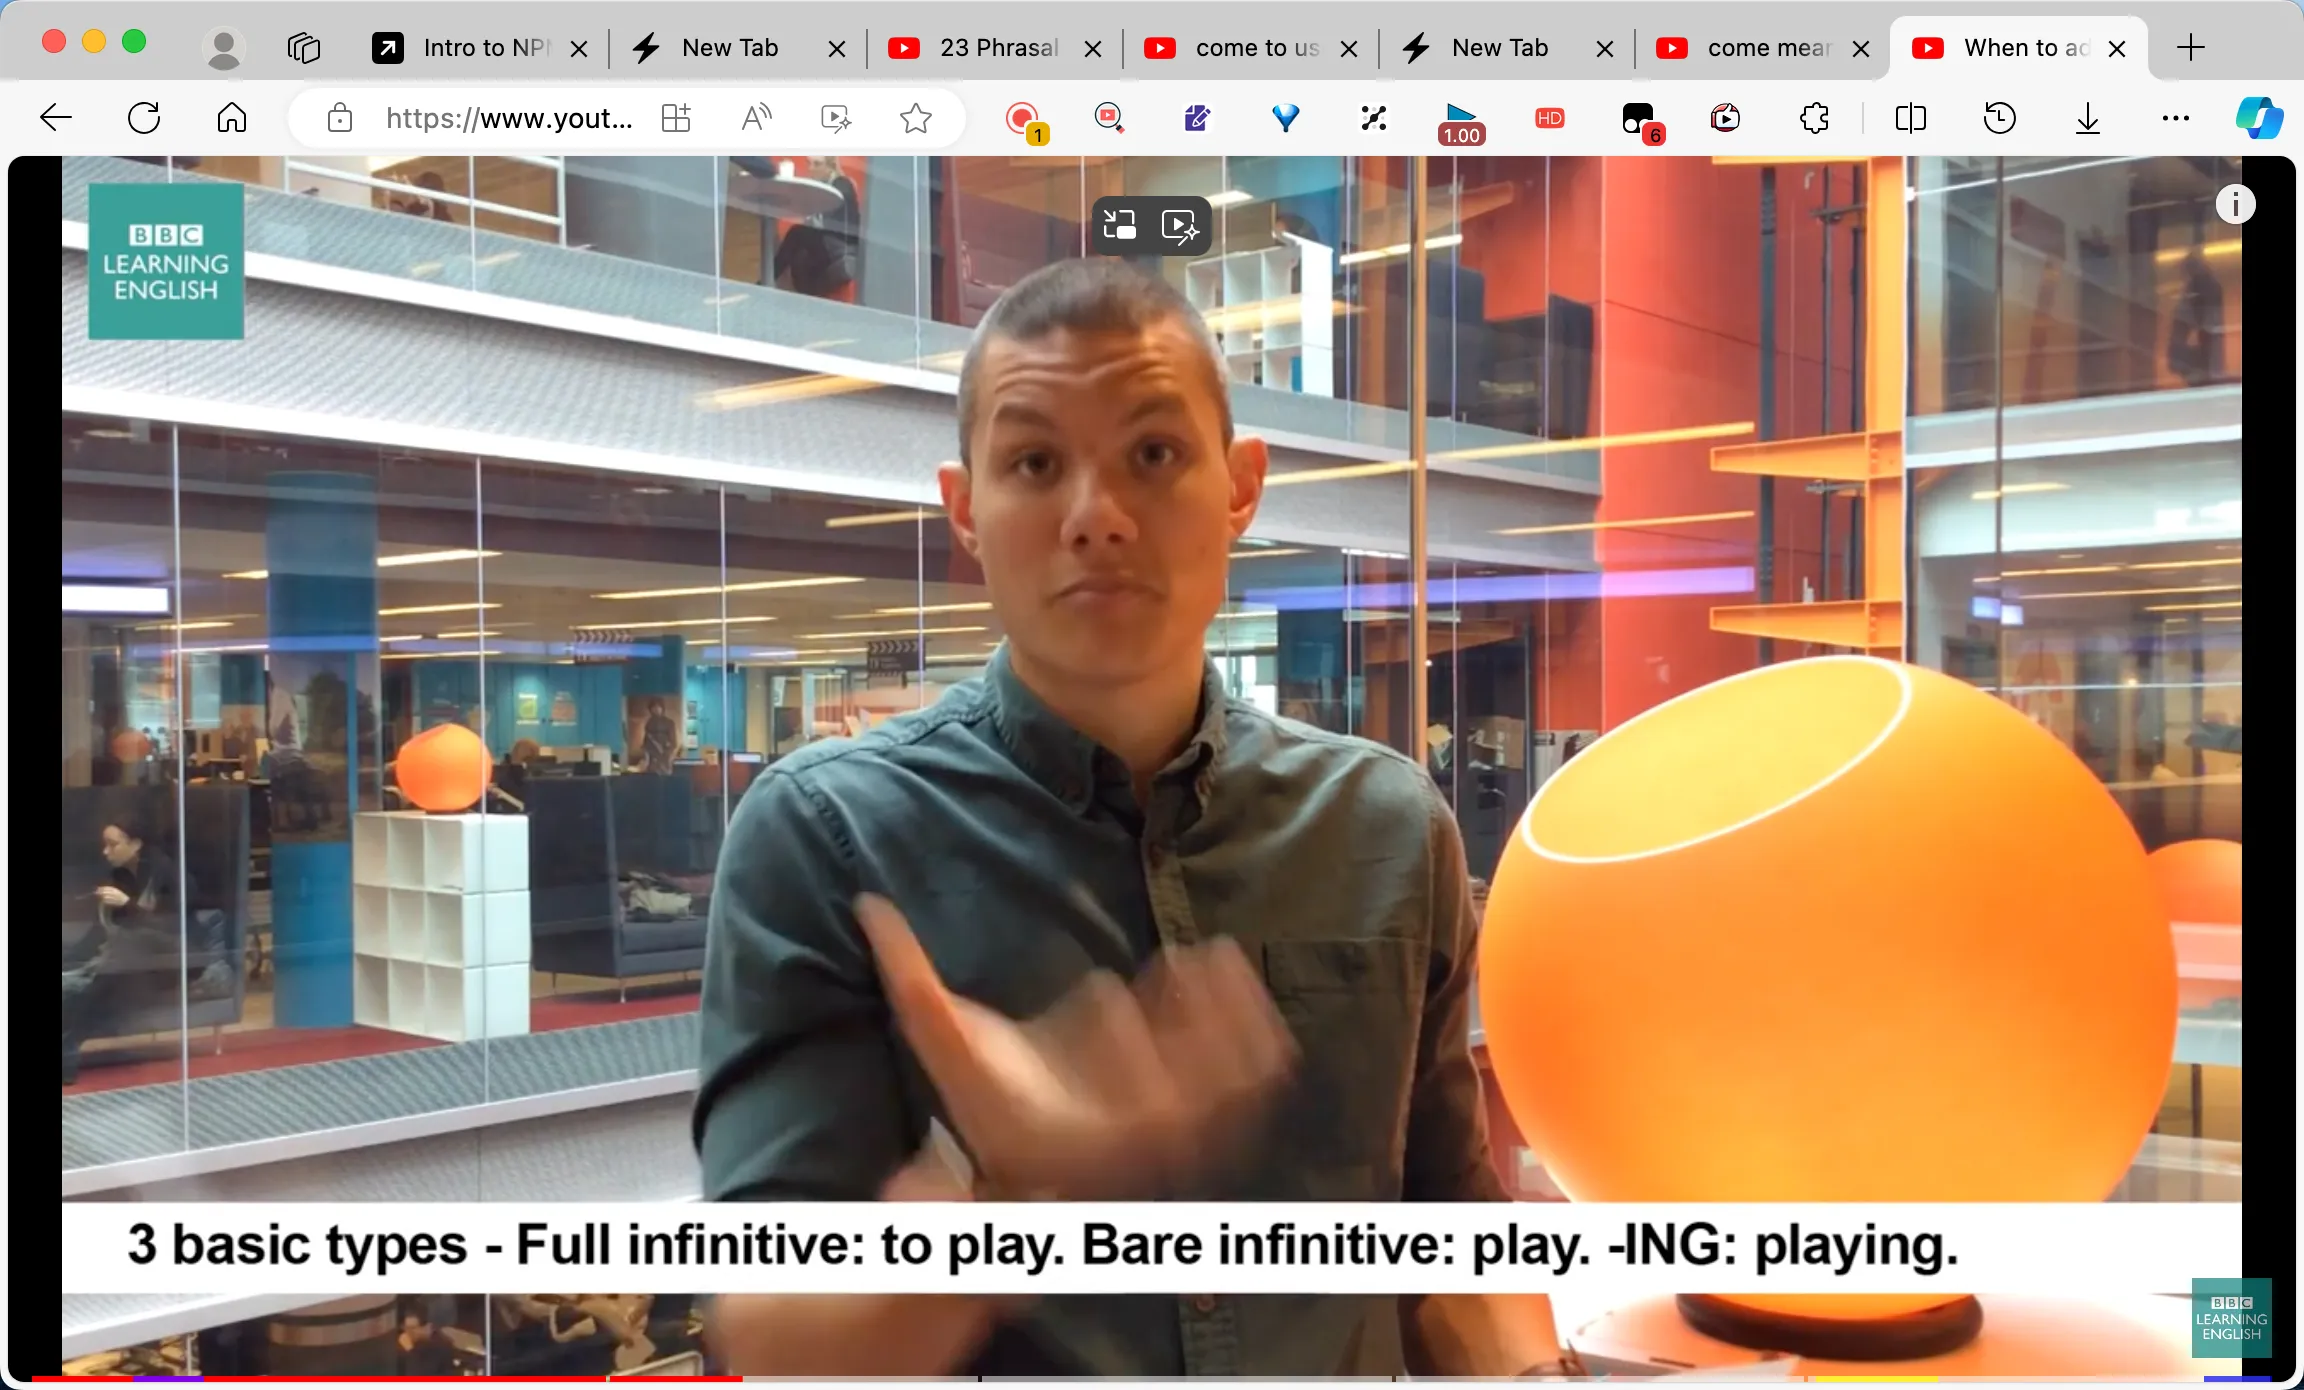 Intro to NP
New Tab
23 Phrasal
come to us
New Tab
come mean
When to ad
https://www.yout...
1
1.00
HD
6
BBC
LEARNING
ENGLISH
3 basic types - Full infinitive: to play. Bare infinitive: play. -ING: playing.
BBC
LEARNING
ENGLISH